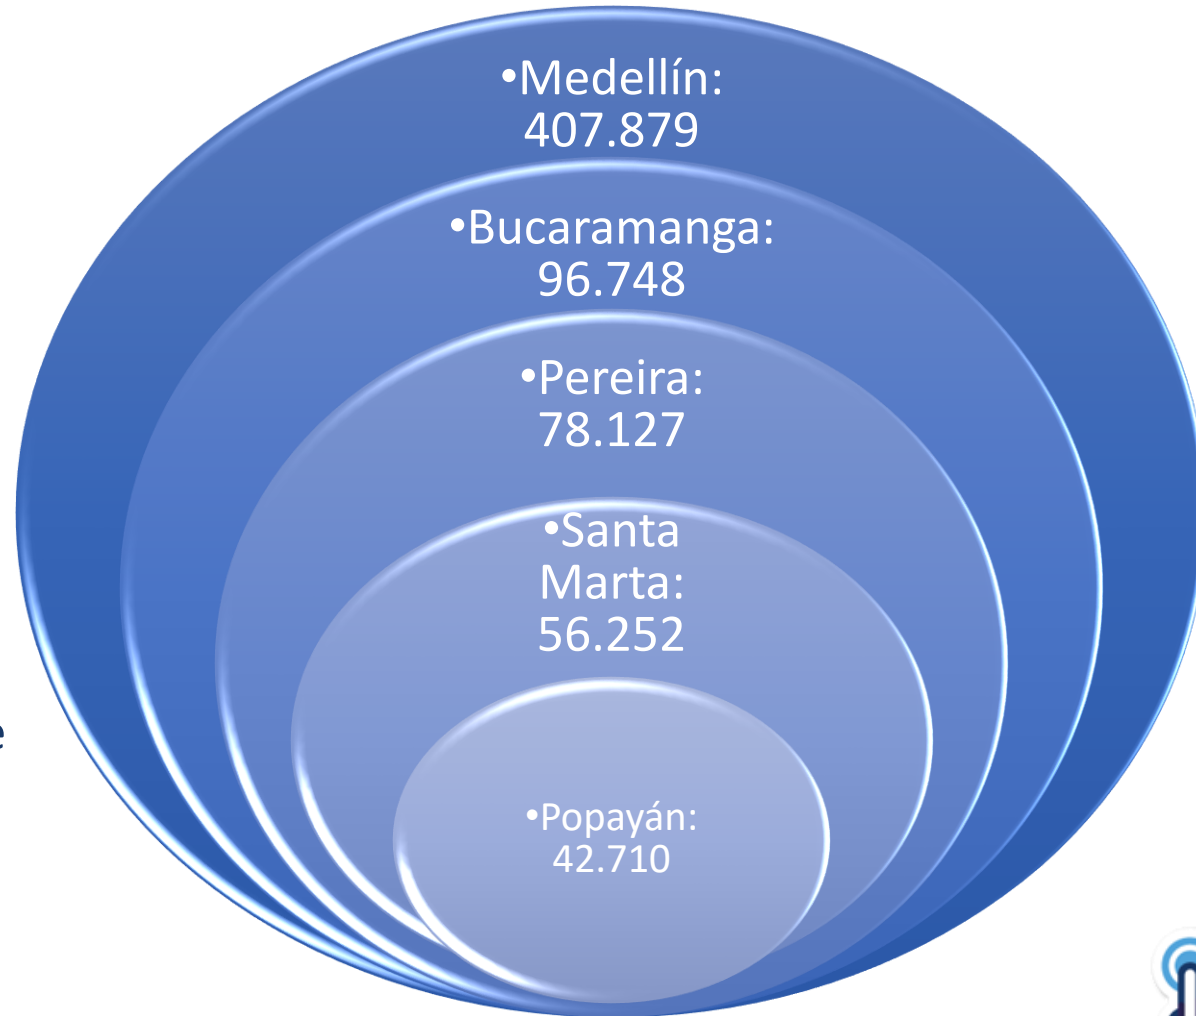 •Medellín:
407.879
•Bucaramanga:
96.748
•Pereira:
78.127
•Santa
Marta:
56.252
e
•Popayán:
42.710